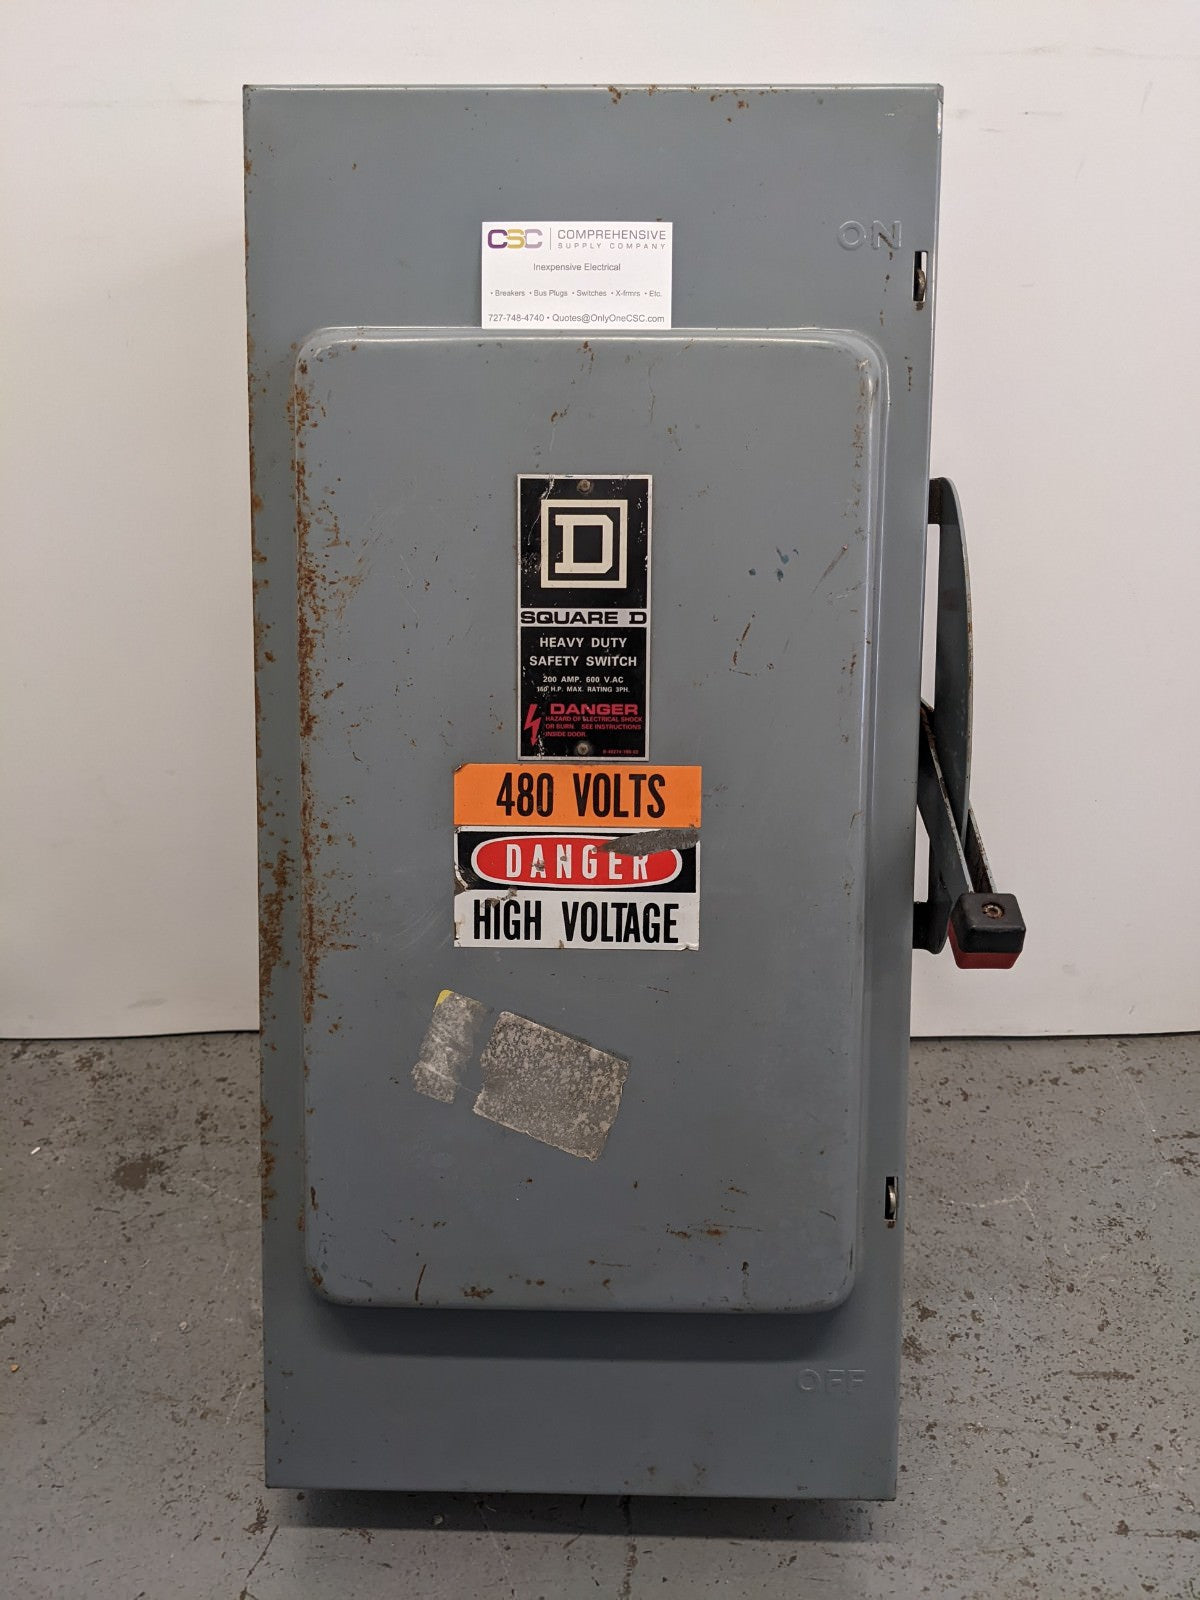 CSC COMPREHENSIVE
SUPPLY COMPANY
Inexpensive Electrical
• Breakers • Bus Plugs • Switches • X-frmrs • Etc.
727-748-4740 • Quotes@OnlyOneCSC.com
ON
D
SQUARE D
HEAVY DUTY
SAFETY SWITCH
200 AMP. 600 V.AC
H.P. MAX. RATING 3PH.
DANGER
HAZARD OF ELECTRICAL SHOCK
OR BURN SEE INSTRUCTIONS
INSIDE DOOR.
480 VOLTS
DANGER
HIGH VOLTAGE
OFF